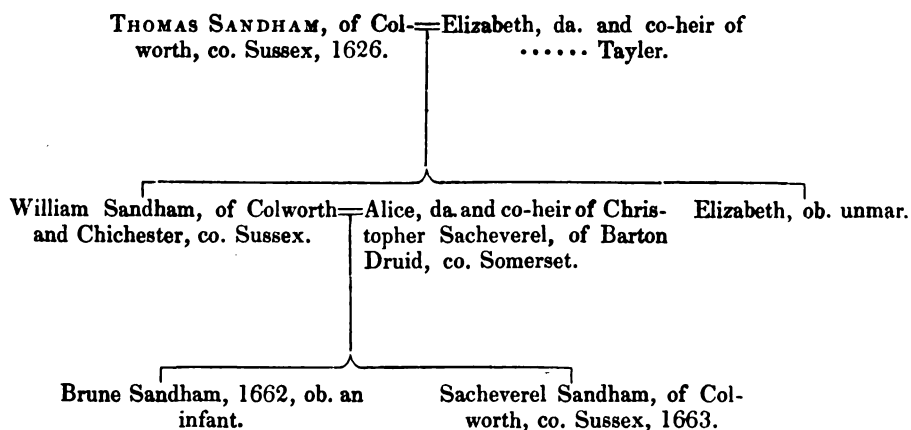 THOMAS SANDHAM, of Col-=Elizabeth, da. and co-heir of
worth, co. Sussex, 1626. ...... Tayler.
William Sandham, of Colworth=Alice, da. and co-heir of Chris- Elizabeth, ob. unmar.
and Chichester, co. Sussex. topher Sacheverel, of Barton
Druid, co. Somerset.
Brune Sandham, 1662, ob. an Sacheverel Sandham, of Col-
infant. worth, co. Sussex, 1663.